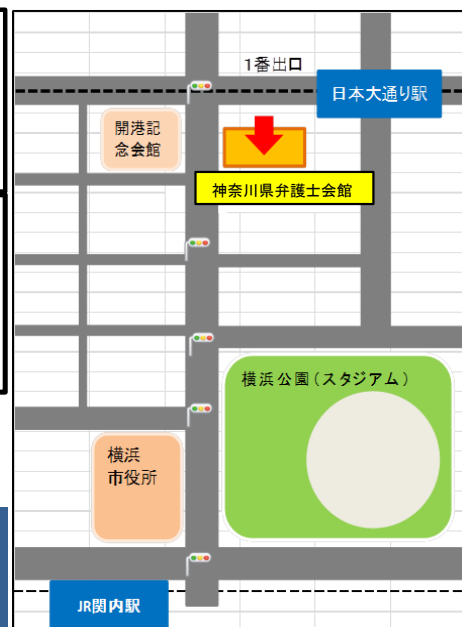 1番出口
日本大通り駅
開港記
念会館
神奈川県弁護士会館
横浜公園(スタジアム)
横浜
市役所
JR関内駅